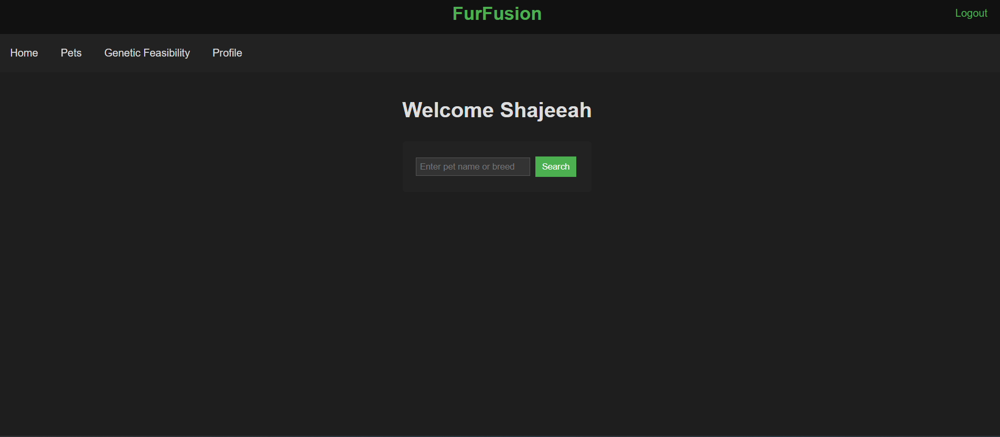 FurFusion
Logout
Home Pets Genetic Feasibility Profile
Welcome Shajeeah
Enter pet name or breed Search